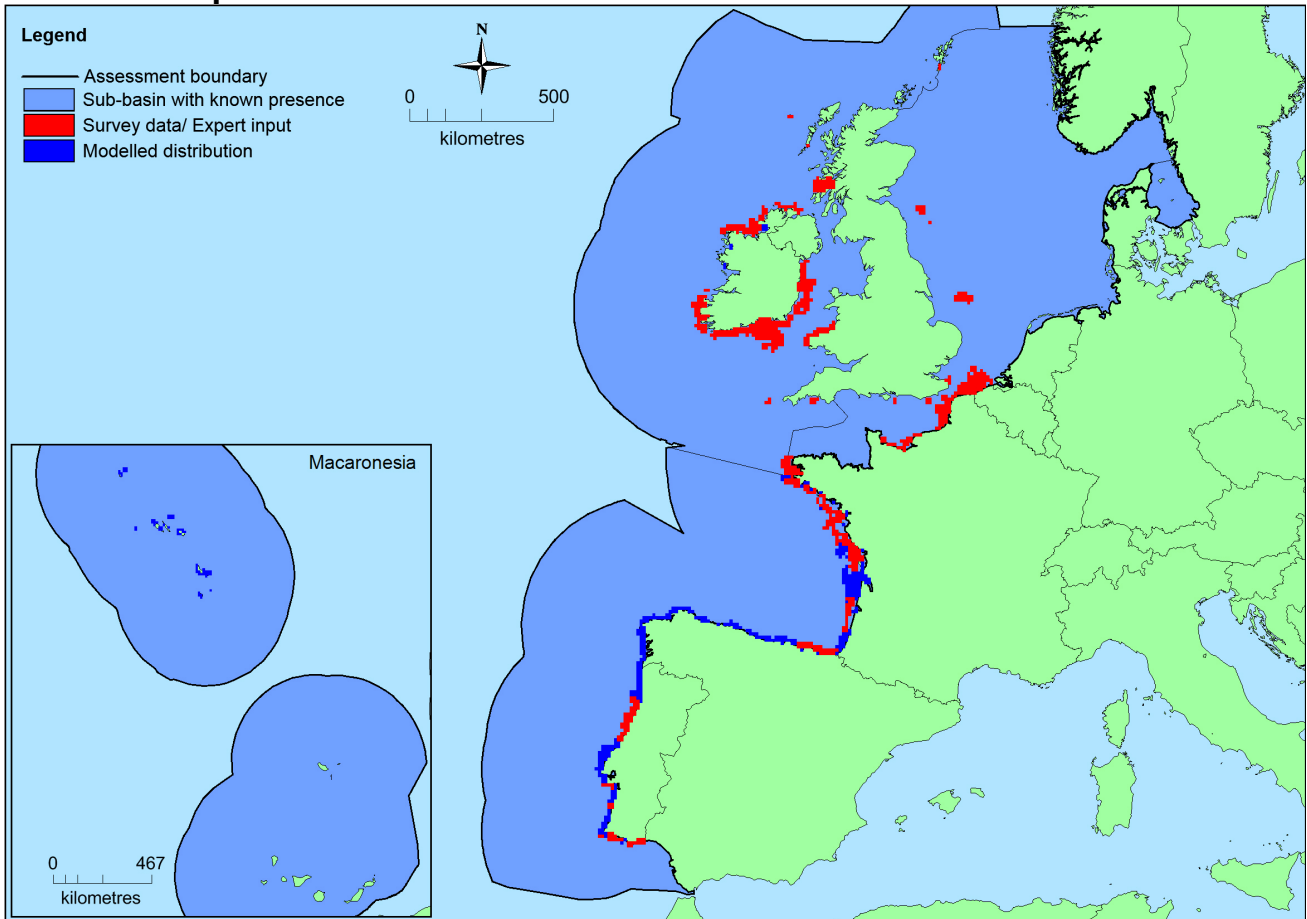 Legend
Assessment boundary
Sub-basin with known presence
Survey data/ Expert input
Modelled distribution
N
0 500
kilometres
Macaronesia
0 467
kilometres